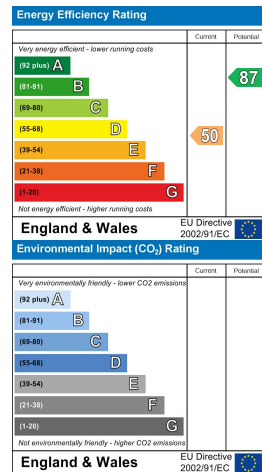 Energy Efficiency Rating
Current Potential
Very energy efficient - lower running costs
(92 plus) A
(81-91) B
(69-80) C
(55-68) D
(39-54) E
(21-38) F
(1-20) G
87
50
Not energy efficient - higher running costs
England & Wales
EU Directive
2002/91/EC
Environmental Impact (CO₂) Rating
Current Potential
Very environmentally friendly - lower CO2 emissions
(92 plus) A
(81-91) B
(69-80) C
(55-68) D
(39-54) E
(21-38) F
(1-20) G
Not environmentally friendly - higher CO2 emissions
England & Wales
EU Directive
2002/91/EC